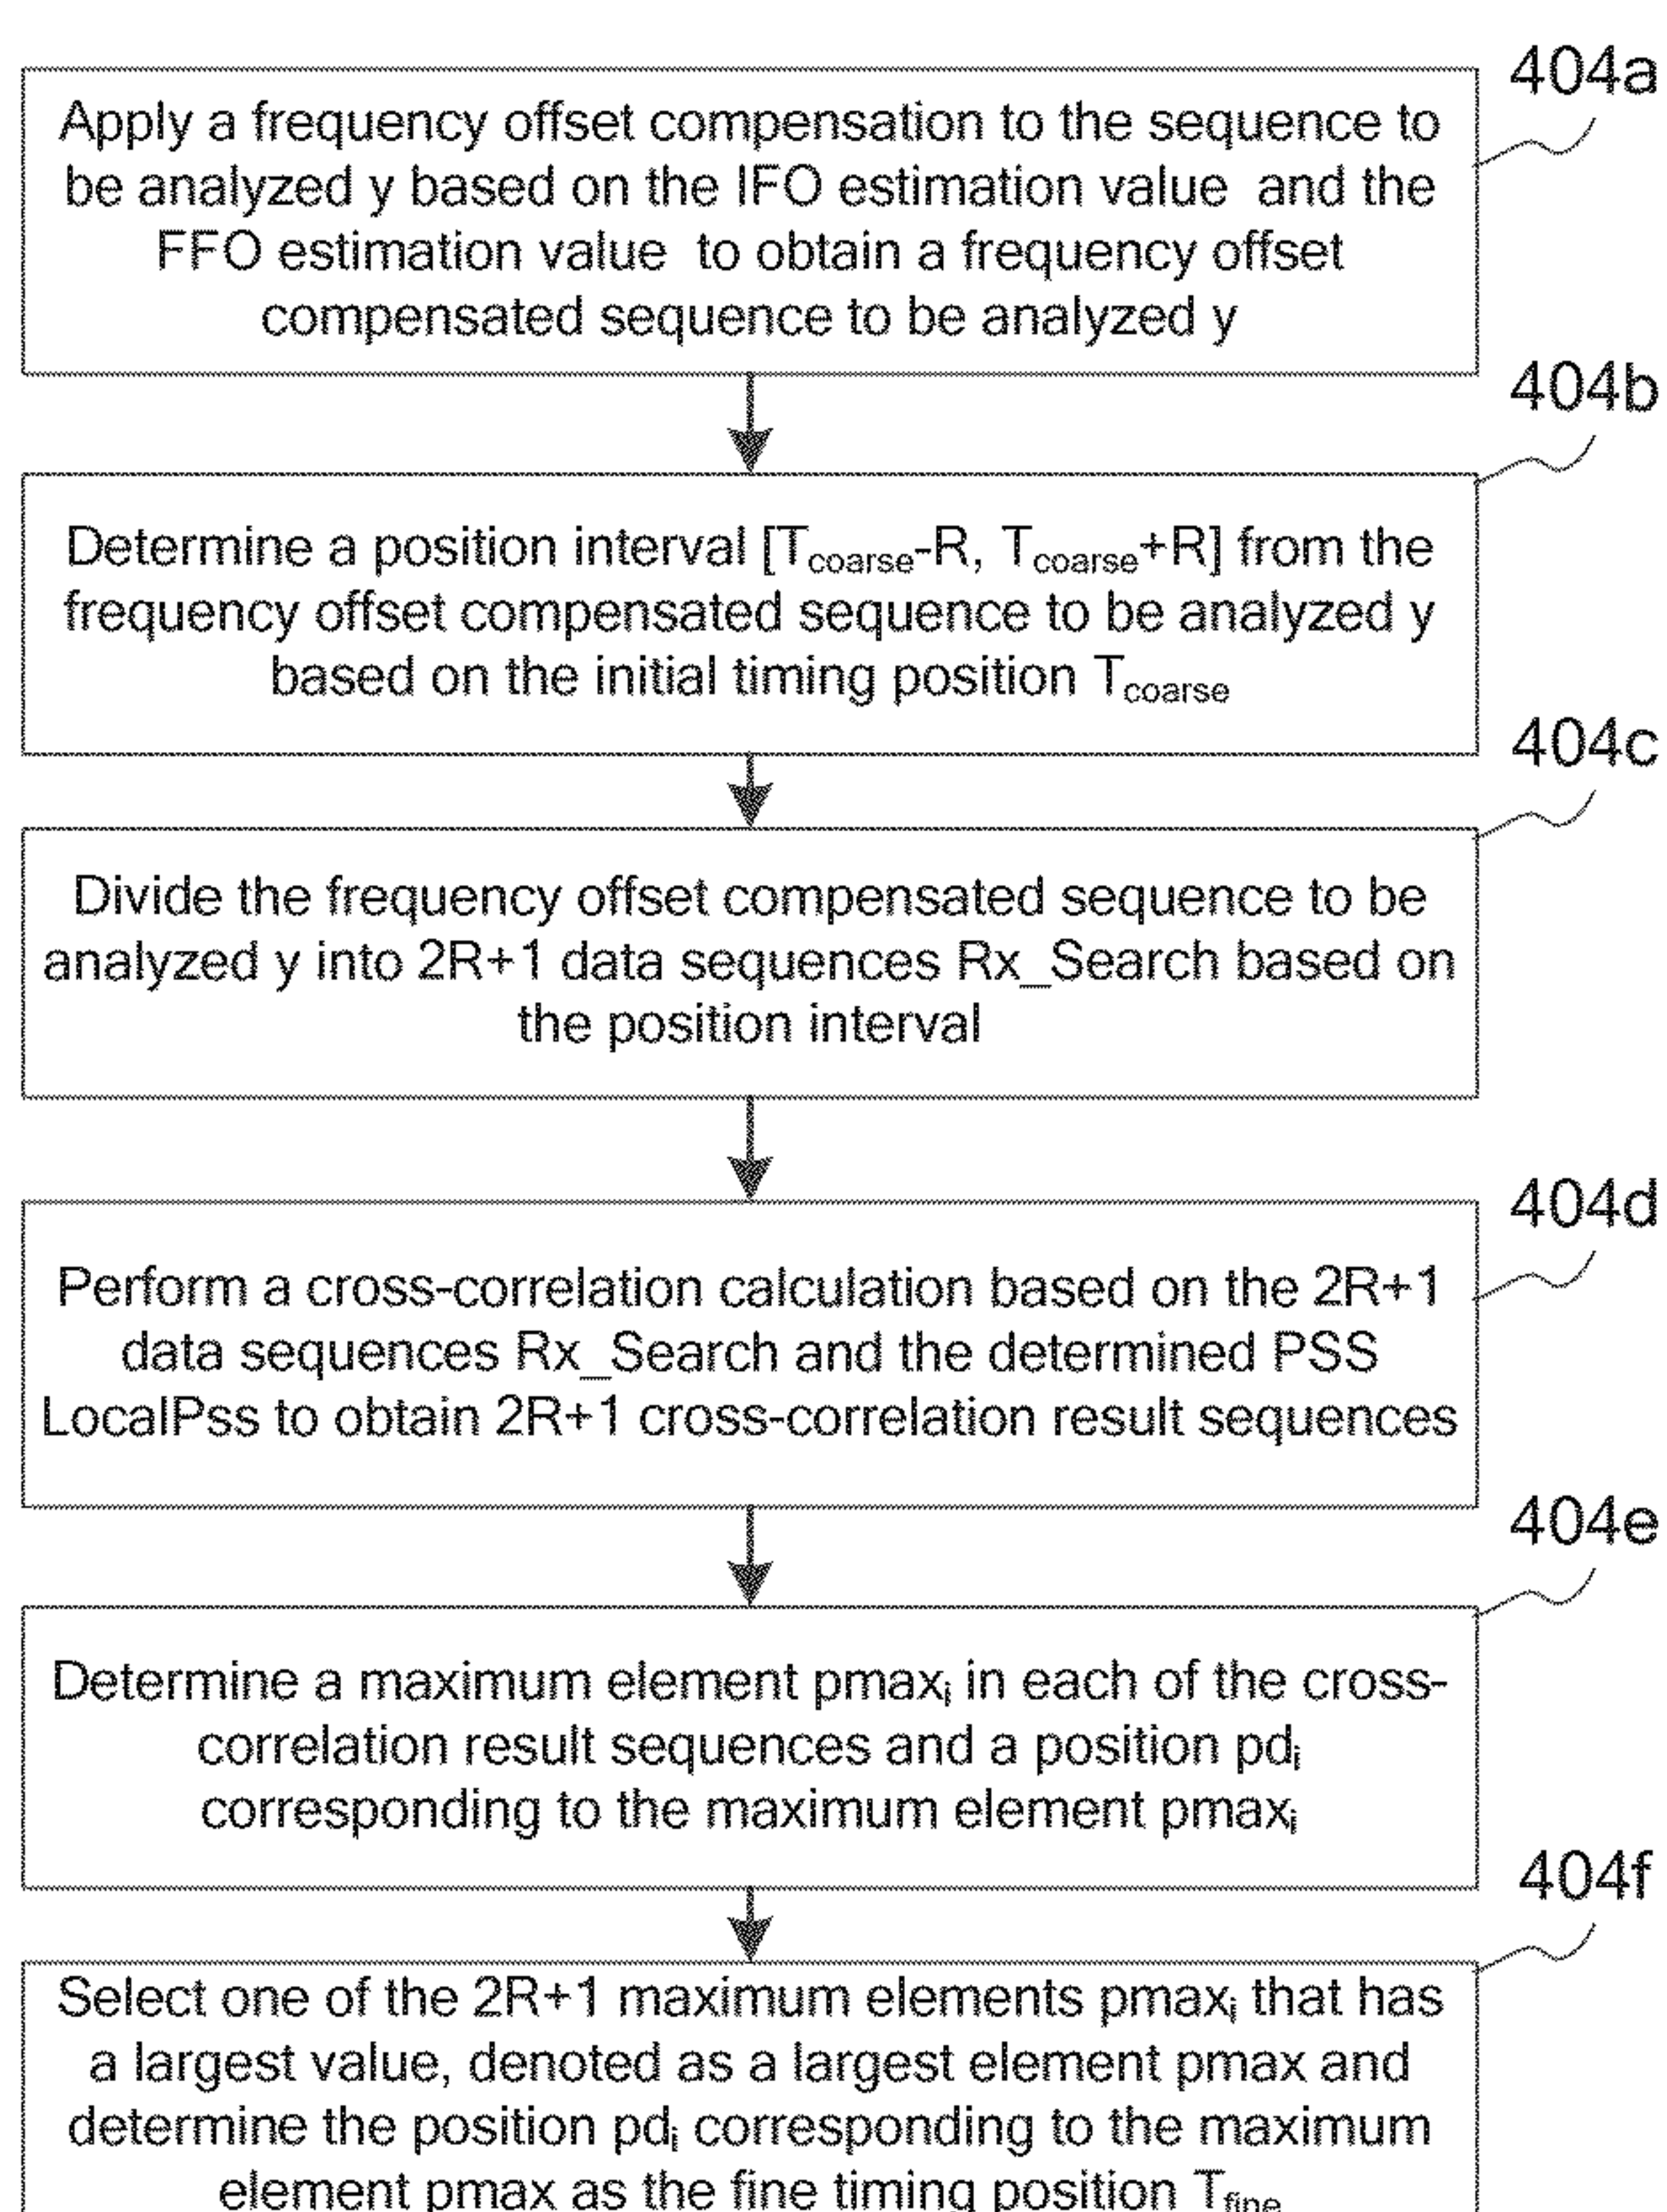 404a
Apply a frequency offset compensation to the sequence to
be analyzed y based on the IFO estimation value and the
FFO estimation value to obtain a frequency offset
compensated sequence to be analyzed y
404b
Determine a position interval [Tcoarse-R, Tcoarse+R] from the
frequency offset compensated sequence to be analyzed y
based on the initial timing position Tcoarse
404c
Divide the frequency offset compensated sequence to be
analyzed y into 2R+1 data sequences Rx_Search based on
the position interval
404d
Perform a cross-correlation calculation based on the 2R+1
data sequences Rx_Search and the determined PSS
LocalPss to obtain 2R+1 cross-correlation result sequences
404e
Determine a maximum element pmaxi in each of the cross-
correlation result sequences and a position pdi
corresponding to the maximum element pmaxi
404f
Select one of the 2R+1 maximum elements pmaxi that has
a largest value, denoted as a largest element pmax and
determine the position pdi corresponding to the maximum
element pmax as the fine timing position Tfine